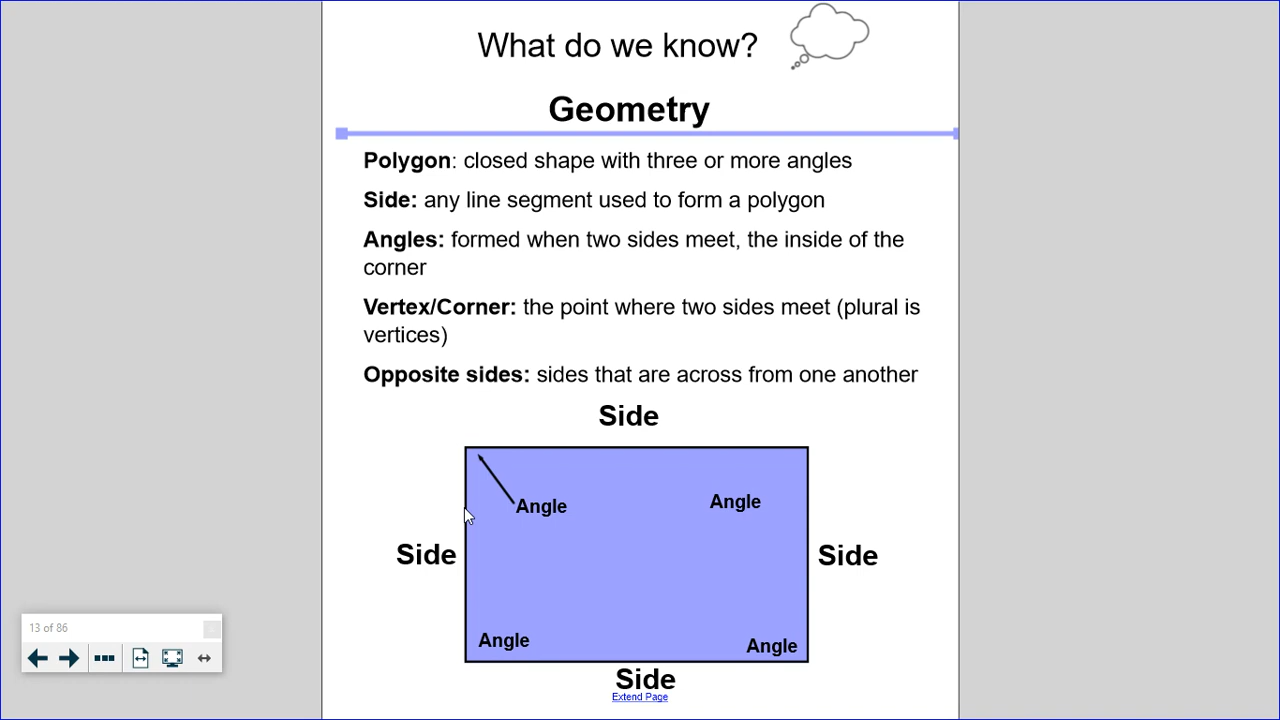 What do we know?
Geometry
Polygon: closed shape with three or more angles
Side: any line segment used to form a polygon
Angles: formed when two sides meet, the inside of the
corner
Vertex/Corner: the point where two sides meet (plural is
vertices)
Opposite sides: sides that are across from one another
Side
Angle
Angle
Side
Side
Angle
Angle
Side
Extend Page
13 of 86